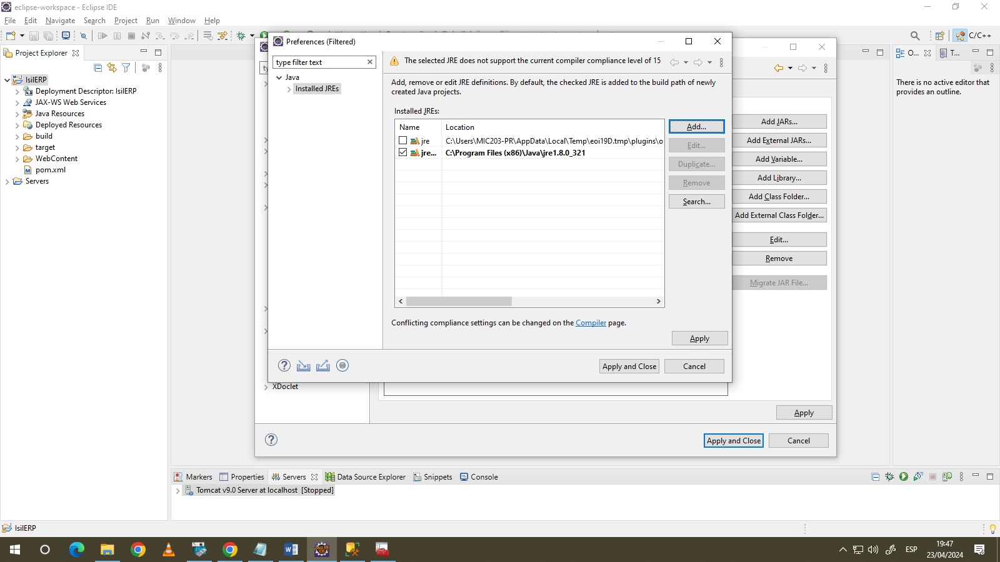 eclipse-workspace - Eclipse IDE
File Edit Navigate Search Project Run Window Help
C/C++
Project Explorer
IsilERP
Deployment Descriptor: IsilERP
JAX-WS Web Services
Java Resources
Deployed Resources
build
target
WebContent
pom.xml
Servers
Preferences (Filtered)
type filter text
Java
Installed JREs
The selected JRE does not support the current compiler compliance level of 15
Add, remove or edit JRE definitions. By default, the checked JRE is added to the build path of newly
created Java projects.
Installed JREs:
Name Location
jre C:\Users\MIC203-PR\AppData\Local\Temp\eoi19D.tmp\plugins\o
jre... C:\Program Files (x86)\Java\jre1.8.0_321
Add...
Edit...
Duplicate...
Remove
Search...
Conflicting compliance settings can be changed on the Compiler page.
Apply
Apply and Close Cancel
ty
Add JARs...
Add External JARs...
Add Variable...
Add Library...
Add Class Folder...
Add External Class Folder...
Edit...
Remove
Migrate JAR File...
XDoclet
Apply
Apply and Close Cancel
O... T...
There is no active editor that
provides an outline.
Markers Properties Servers Data Source Explorer Snippets Console
Tomcat v9.0 Server at localhost [Stopped]
IsilERP
ESP
19:47
23/04/2024